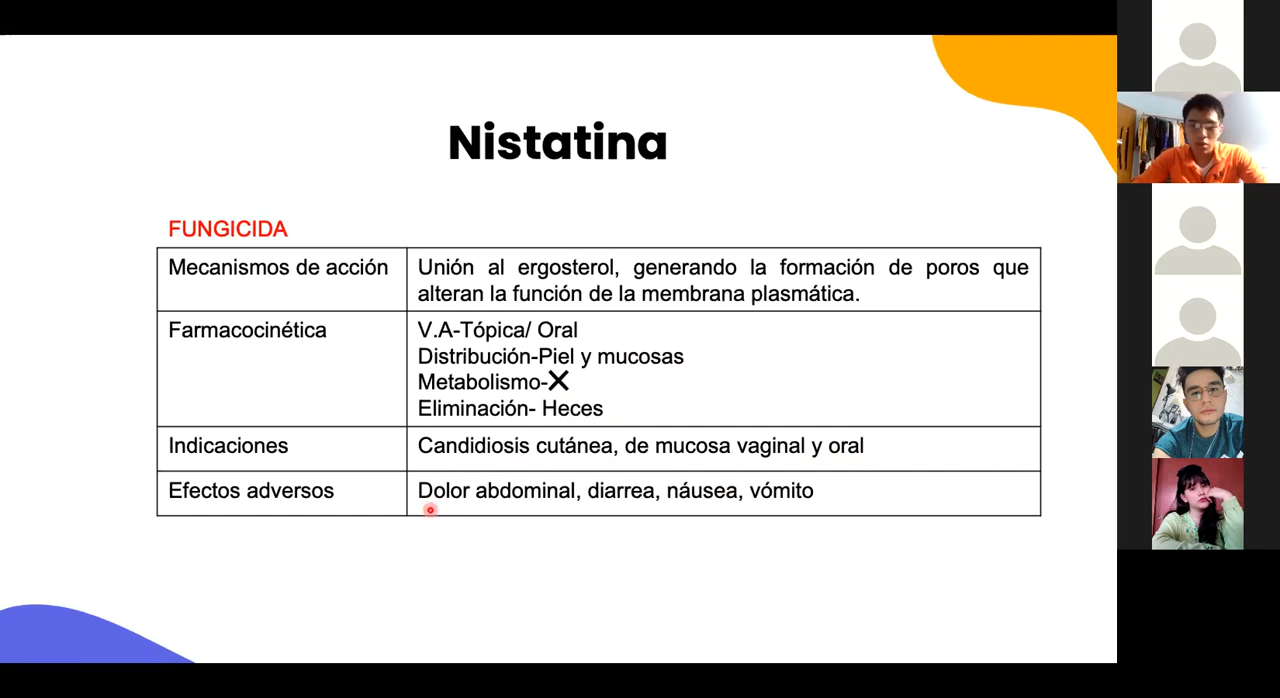 Nistatina
FUNGICIDA
Mecanismos de acción
Unión al ergosterol, generando la formación de poros que
alteran la función de la membrana plasmática.
Farmacocinética
V.A-Tópica/ Oral
Distribución-Piel y mucosas
Metabolismo-❌
Eliminación- Heces
Indicaciones
Candidiosis cutánea, de mucosa vaginal y oral
Efectos adversos
Dolor abdominal, diarrea, náusea, vómito